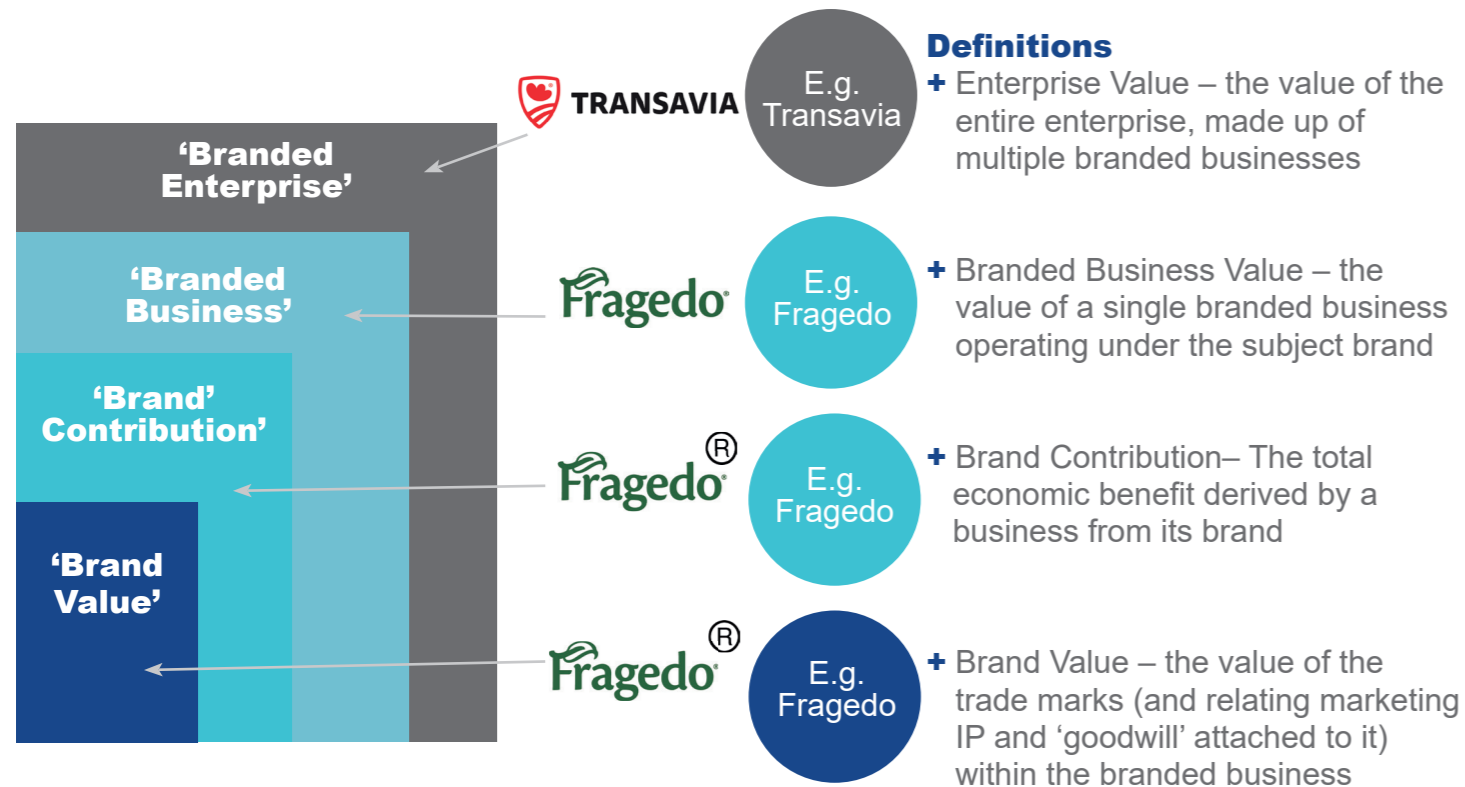 ‘Branded
Enterprise’
‘Branded
Business’
‘Brand’
Contribution’
‘Brand
Value’
TRANSAVIA
Fragedo®
Fragedo
®
Fragedo
®
E.g.
Transavia
E.g.
Fragedo
E.g.
Fragedo
E.g.
Fragedo
Definitions
+ Enterprise Value – the value of the
entire enterprise, made up of
multiple branded businesses
+ Branded Business Value – the
value of a single branded business
operating under the subject brand
+ Brand Contribution– The total
economic benefit derived by a
business from its brand
+ Brand Value – the value of the
trade marks (and relating marketing
IP and ‘goodwill’ attached to it)
within the branded business